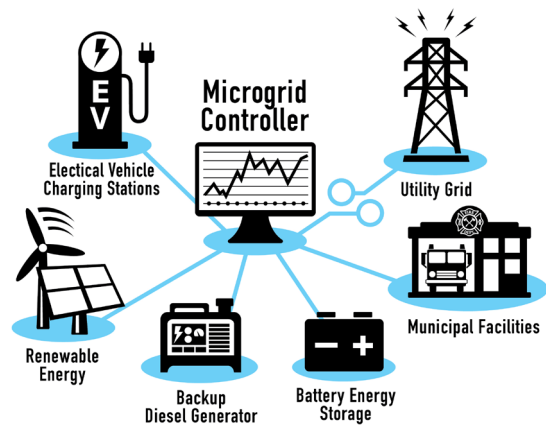 EV
Microgrid
Controller
Electical Vehicle
Charging Stations
Utility Grid
Municipal Facilities
Renewable
Energy
Backup
Diesel Generator
Battery Energy
Storage